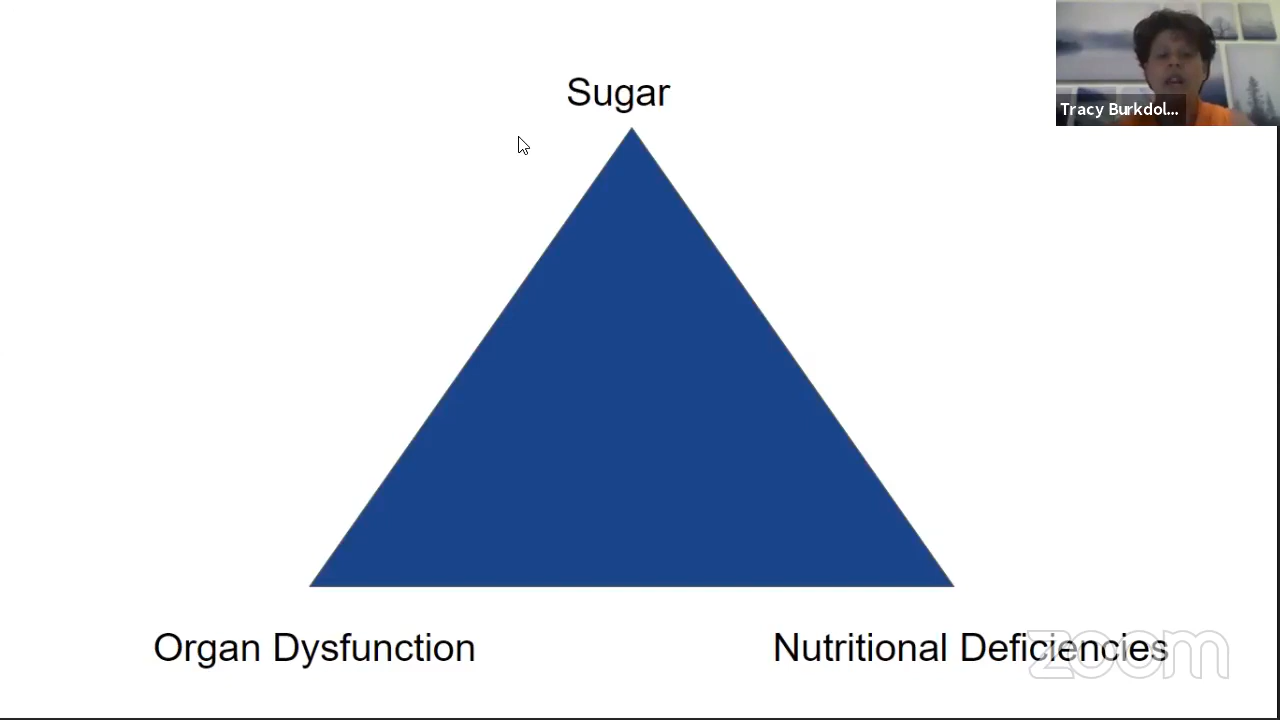 Sugar
Tracy Burkdol...
Organ Dysfunction
Nutritional Deficiencies
zoom